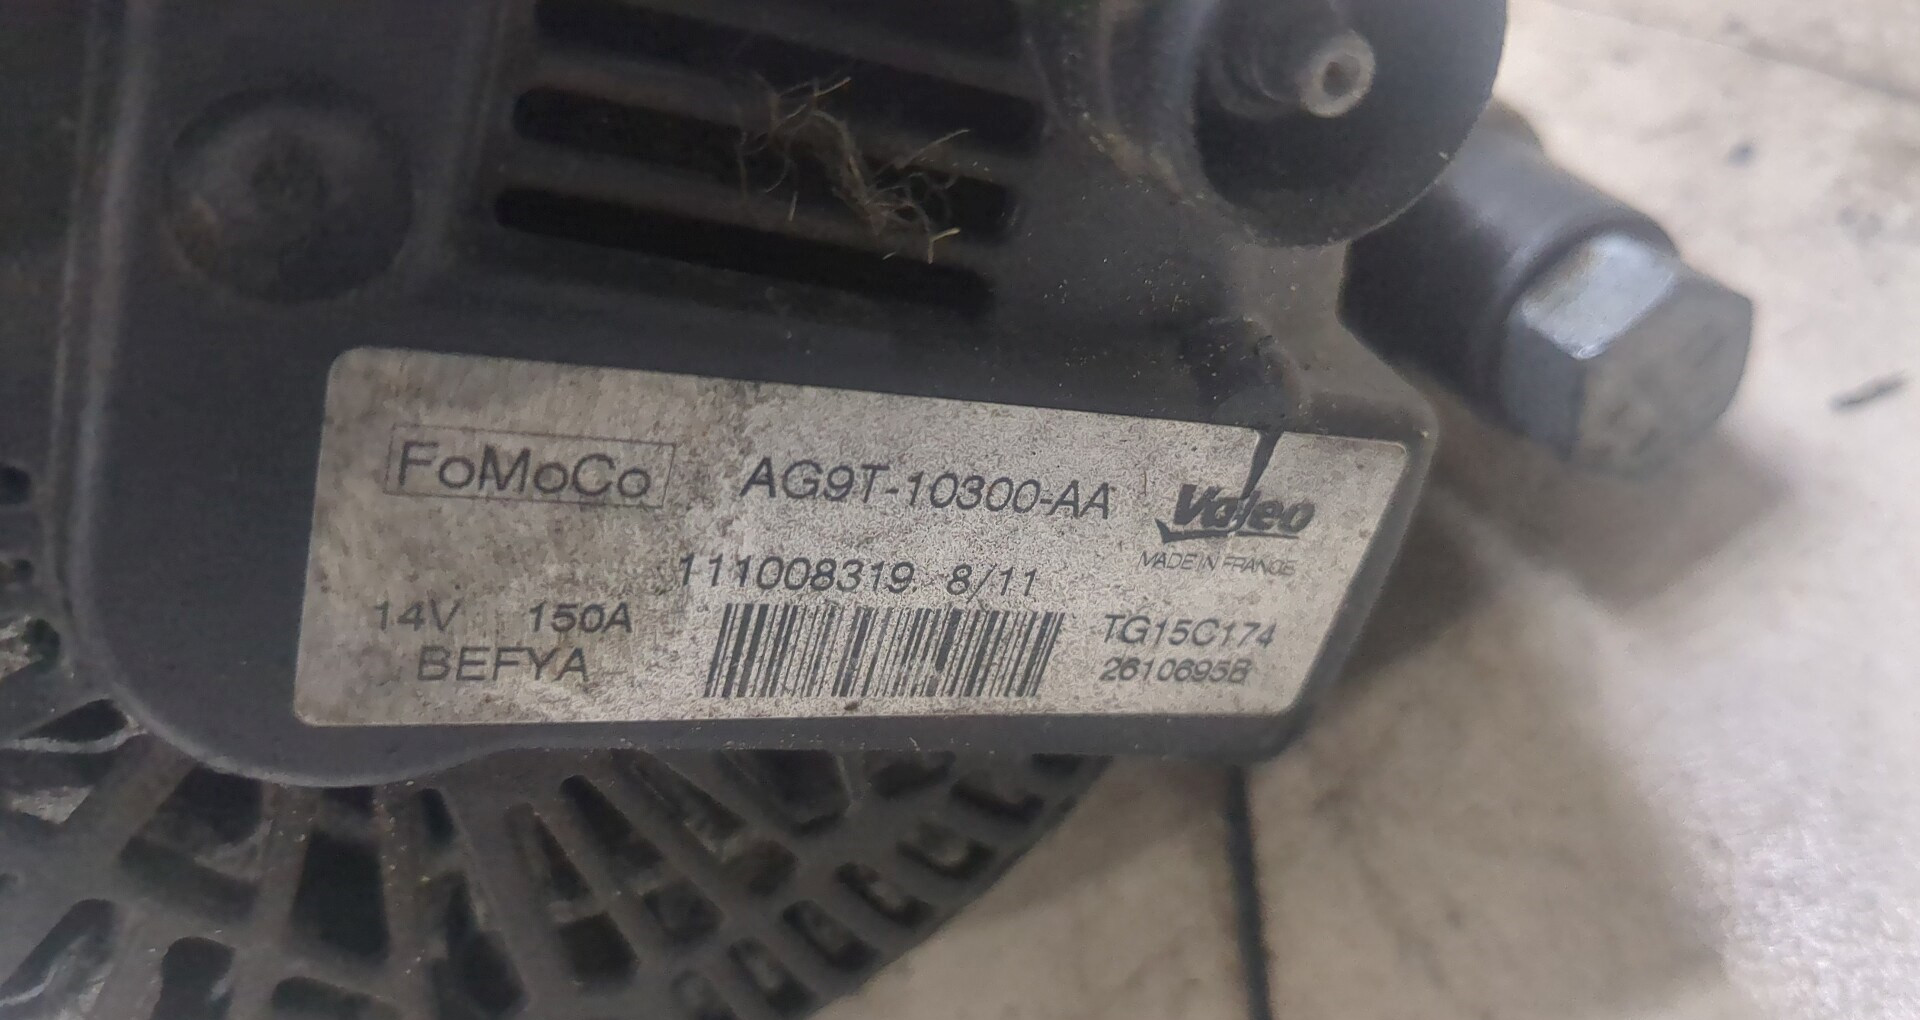 FoMoCo AG9T-10300-AA Valeo
MADE IN FRANCE
111008319 8/11
14V 150A TG15C174
BEFYA 2610695B